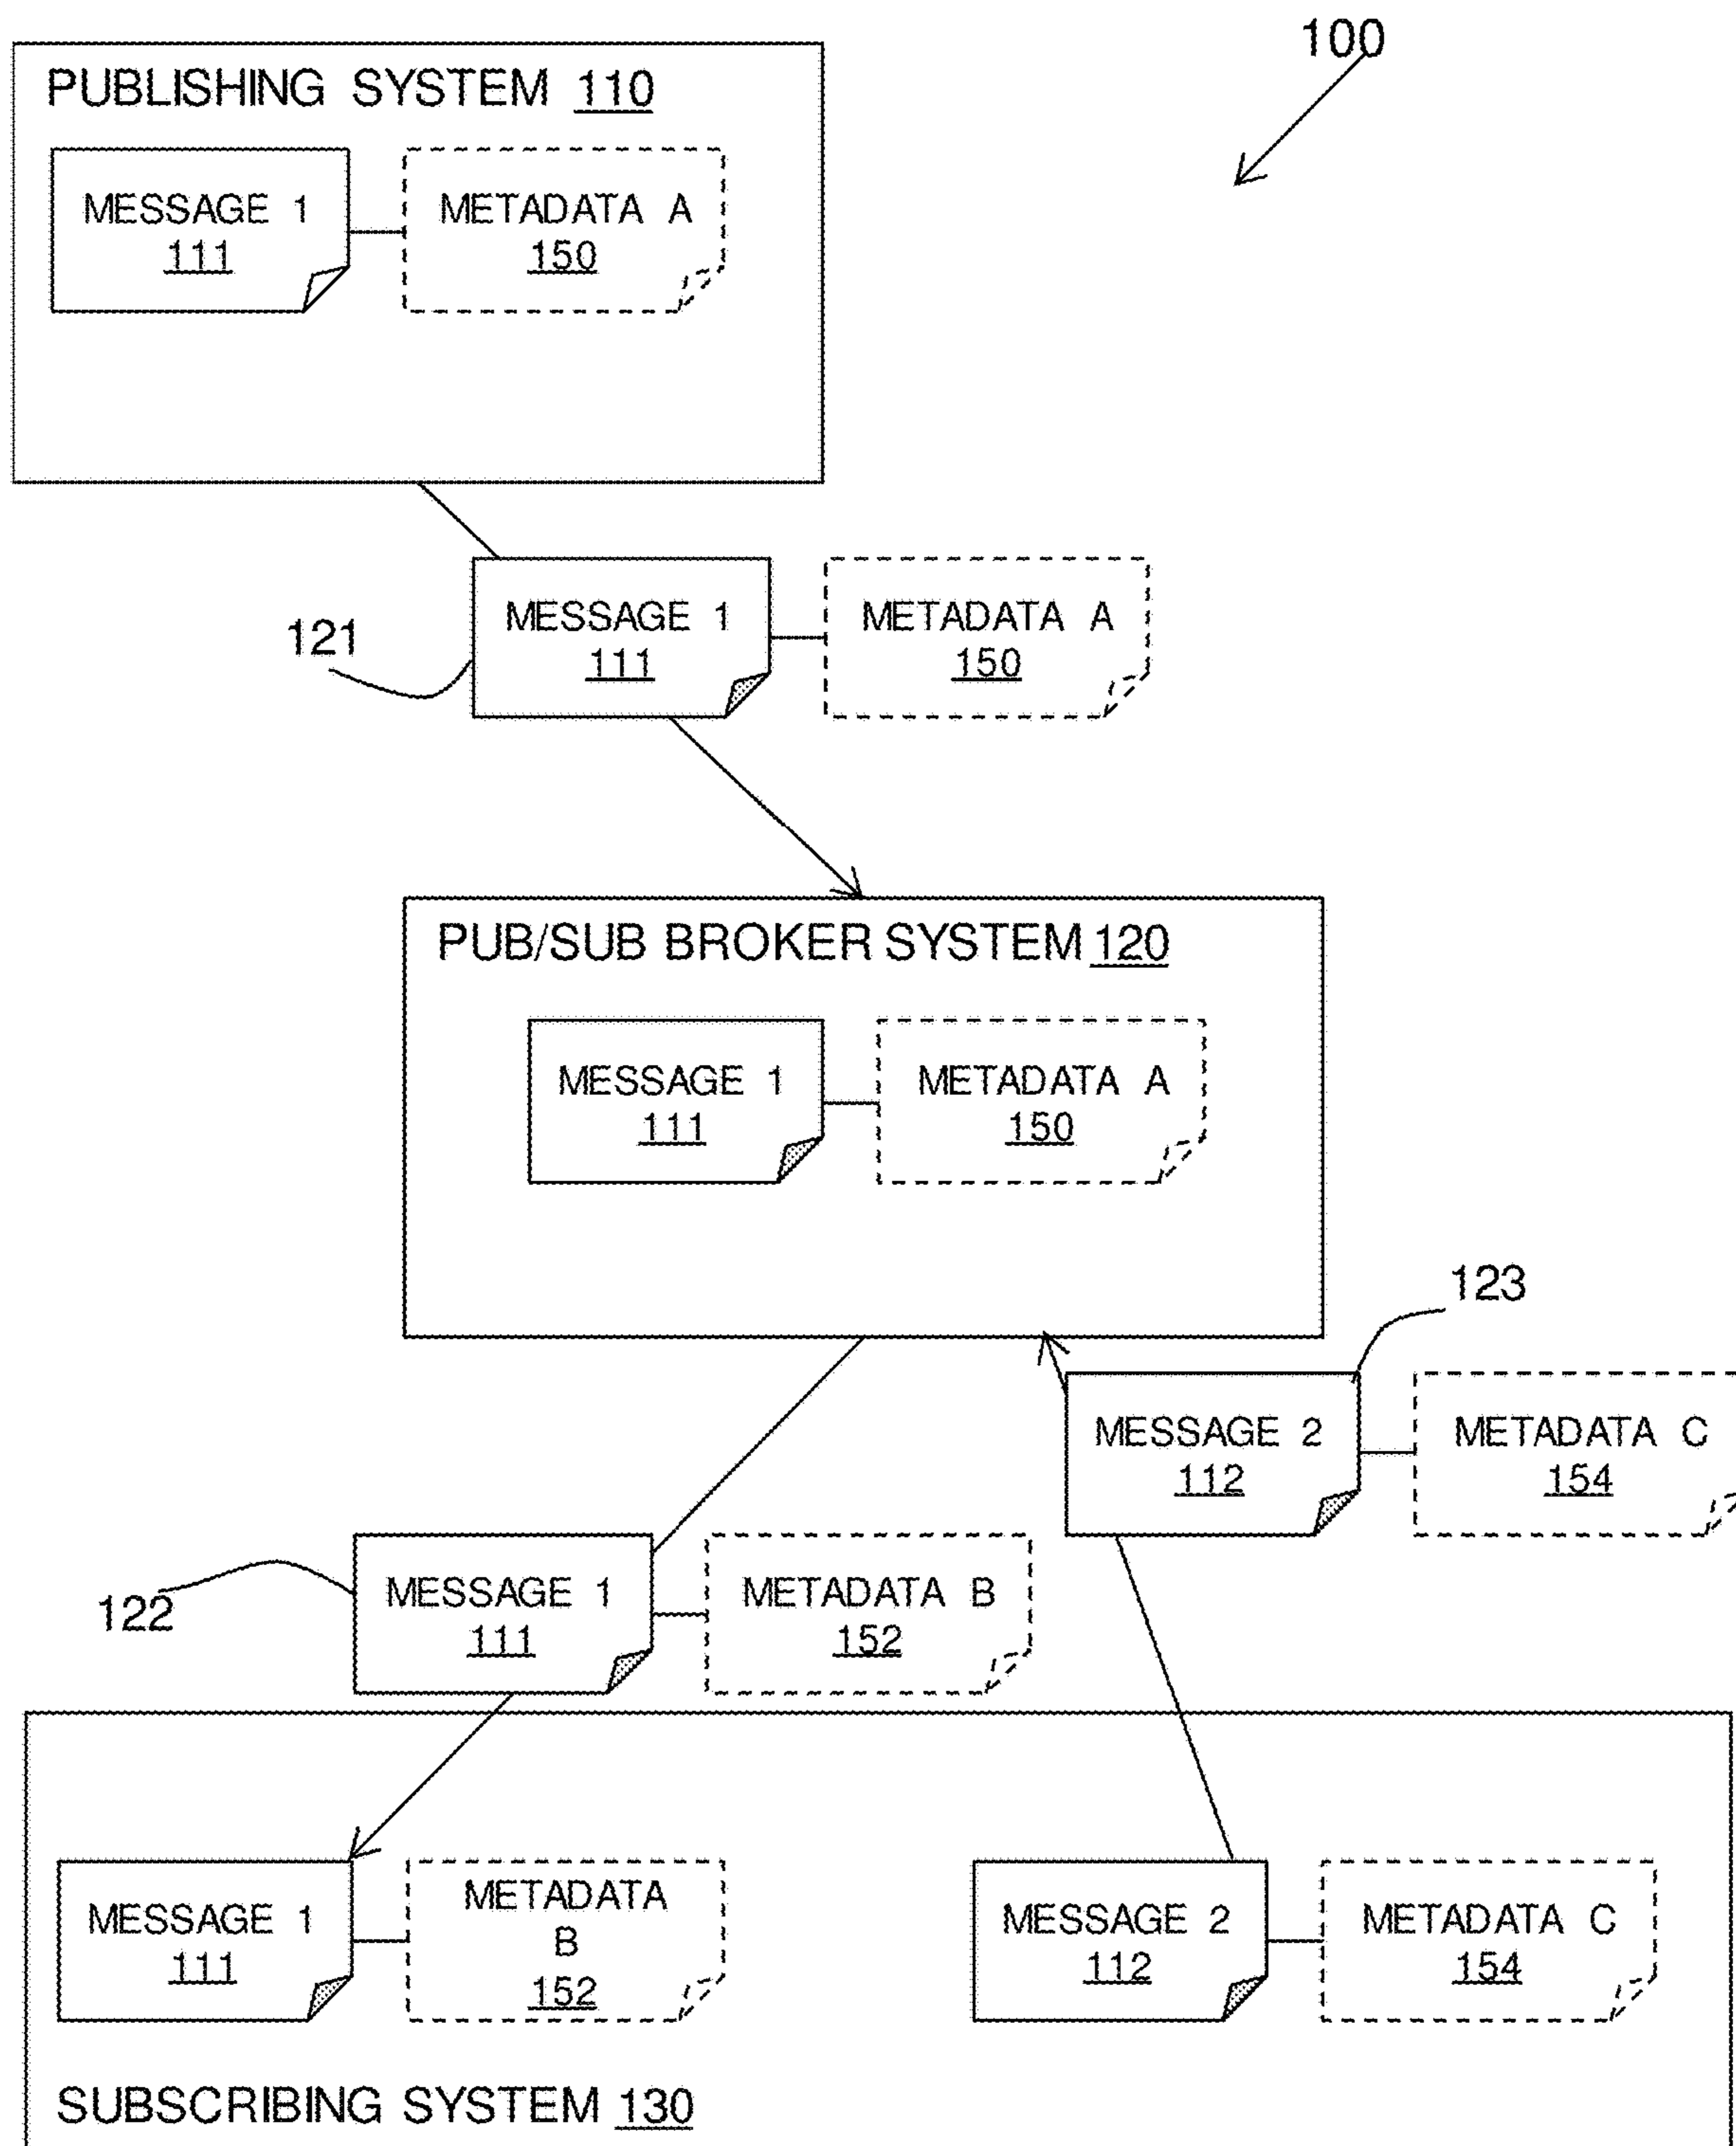 100
PUBLISHING SYSTEM 110
MESSAGE 1
111
METADATA A
150
121
MESSAGE 1
111
METADATA A
150
PUB/SUB BROKER SYSTEM 120
MESSAGE 1
111
METADATA A
150
123
MESSAGE 2
112
METADATA C
154
122
MESSAGE 1
111
METADATA B
152
MESSAGE 1
111
METADATA
B
152
MESSAGE 2
112
METADATA C
154
SUBSCRIBING SYSTEM 130